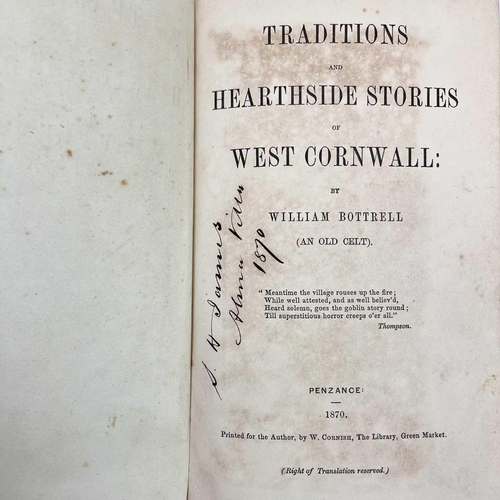 TRADITIONS
AND
HEARTHSIDE STORIES
OF
WEST CORNWALL:
BY
WILLIAM BOTTRELL
(AN OLD CELT).
"Meantime the village rouses up the fire;
While well attested, and as well believ'd,
Heard solemn, goes the goblin story round;
Till superstitious horror creeps o'er all."
Thompson.
PENZANCE:
1870.
Printed for the Author, by W. CORNISH, The Library, Green Market.
(Right of Translation reserved.)
S. H. James
Alma Villa
1870